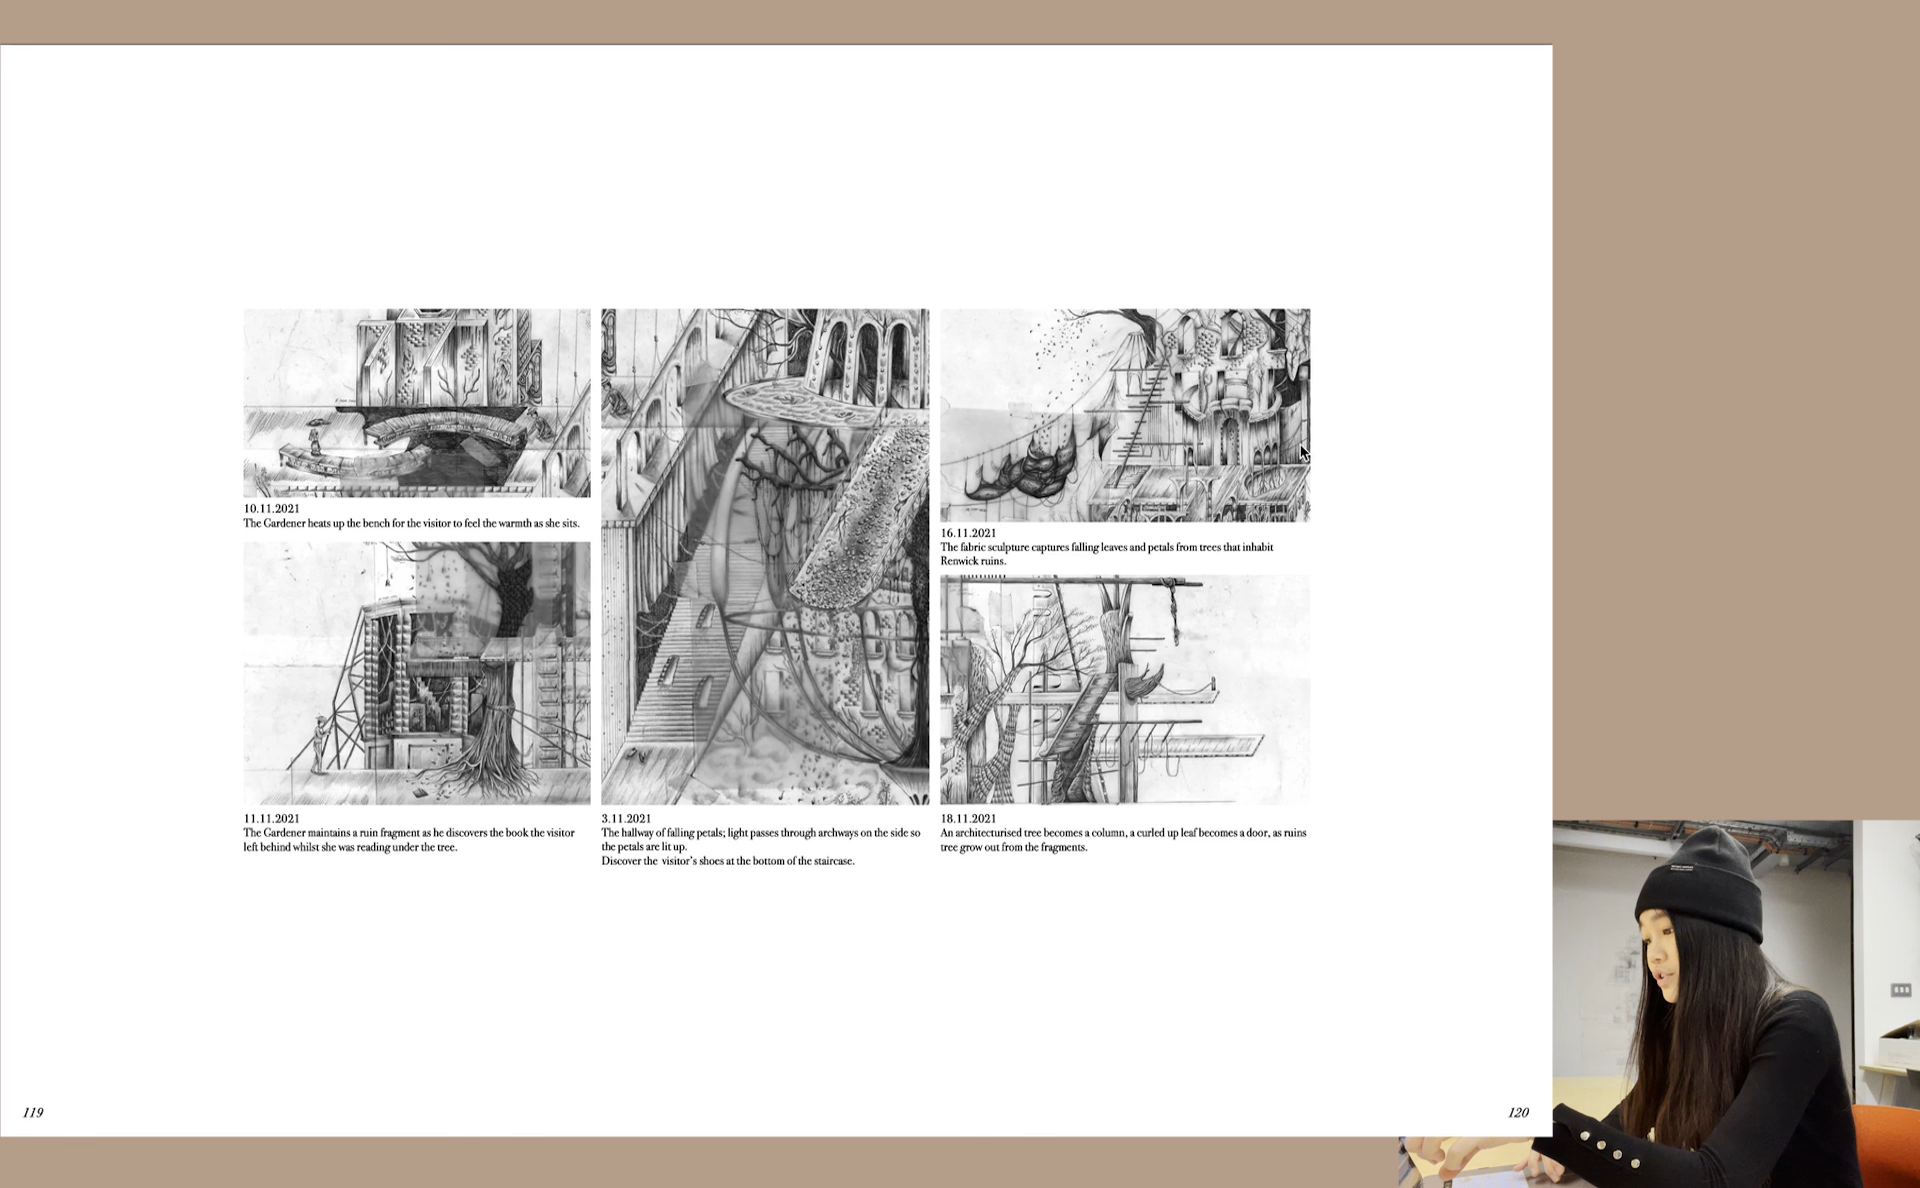 10.11.2021
The Gardener heats up the bench for the visitor to feel the warmth as she sits.
11.11.2021
The Gardener maintains a ruin fragment as he discovers the book the visitor
left behind whilst she was reading under the tree.
3.11.2021
The hallway of falling petals; light passes through archways on the side so
the petals are lit up.
Discover the visitor's shoes at the bottom of the staircase.
16.11.2021
The fabric sculpture captures falling leaves and petals from trees that inhabit
Renwick ruins.
18.11.2021
An architecturised tree becomes a column, a curled up leaf becomes a door, as ruins
tree grow out from the fragments.
119
120